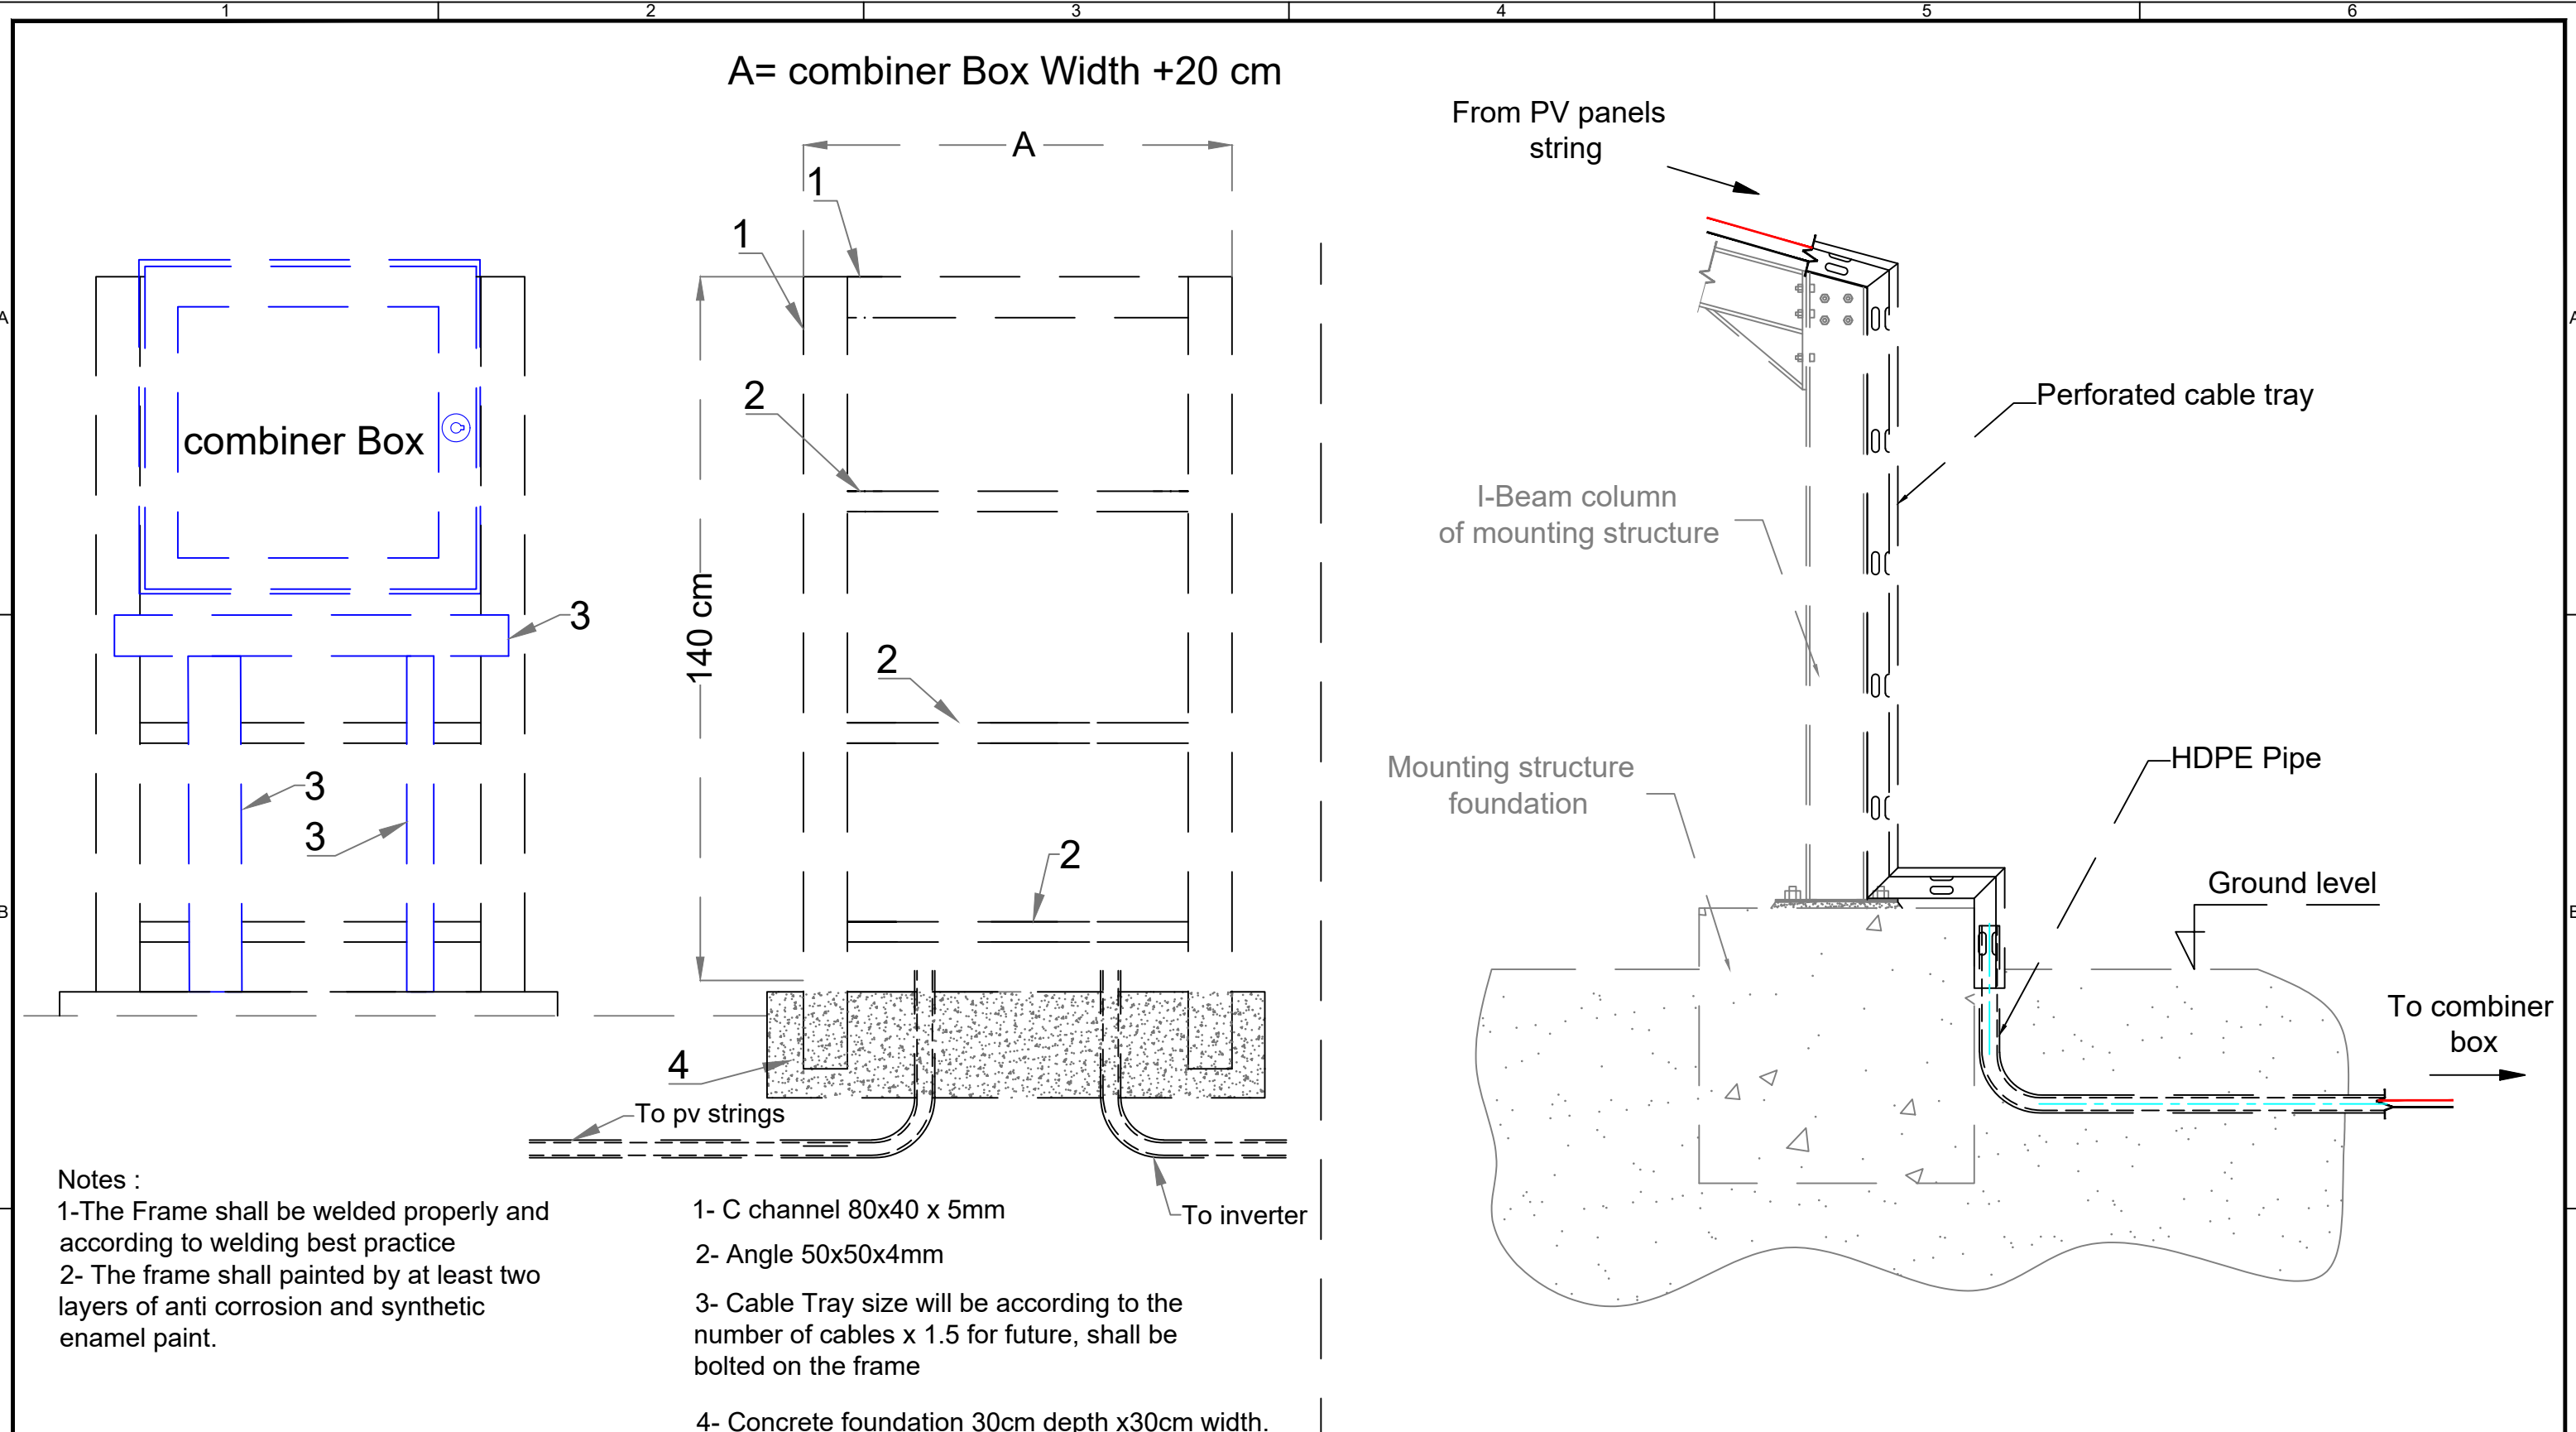 1 2 3 4 5 6
A= combiner Box Width +20 cm
A
1
1
2
140 cm
2
2
4
To pv strings
To inverter
combiner Box
3
3
3
A
B
Notes :
1-The Frame shall be welded properly and
according to welding best practice
2- The frame shall painted by at least two
layers of anti corrosion and synthetic
enamel paint.
1- C channel 80x40 x 5mm
2- Angle 50x50x4mm
3- Cable Tray size will be according to the
number of cables x 1.5 for future, shall be
bolted on the frame
4- Concrete foundation 30cm depth x30cm width.
From PV panels
string
Perforated cable tray
I-Beam column
of mounting structure
HDPE Pipe
Mounting structure
foundation
Ground level
To combiner
box